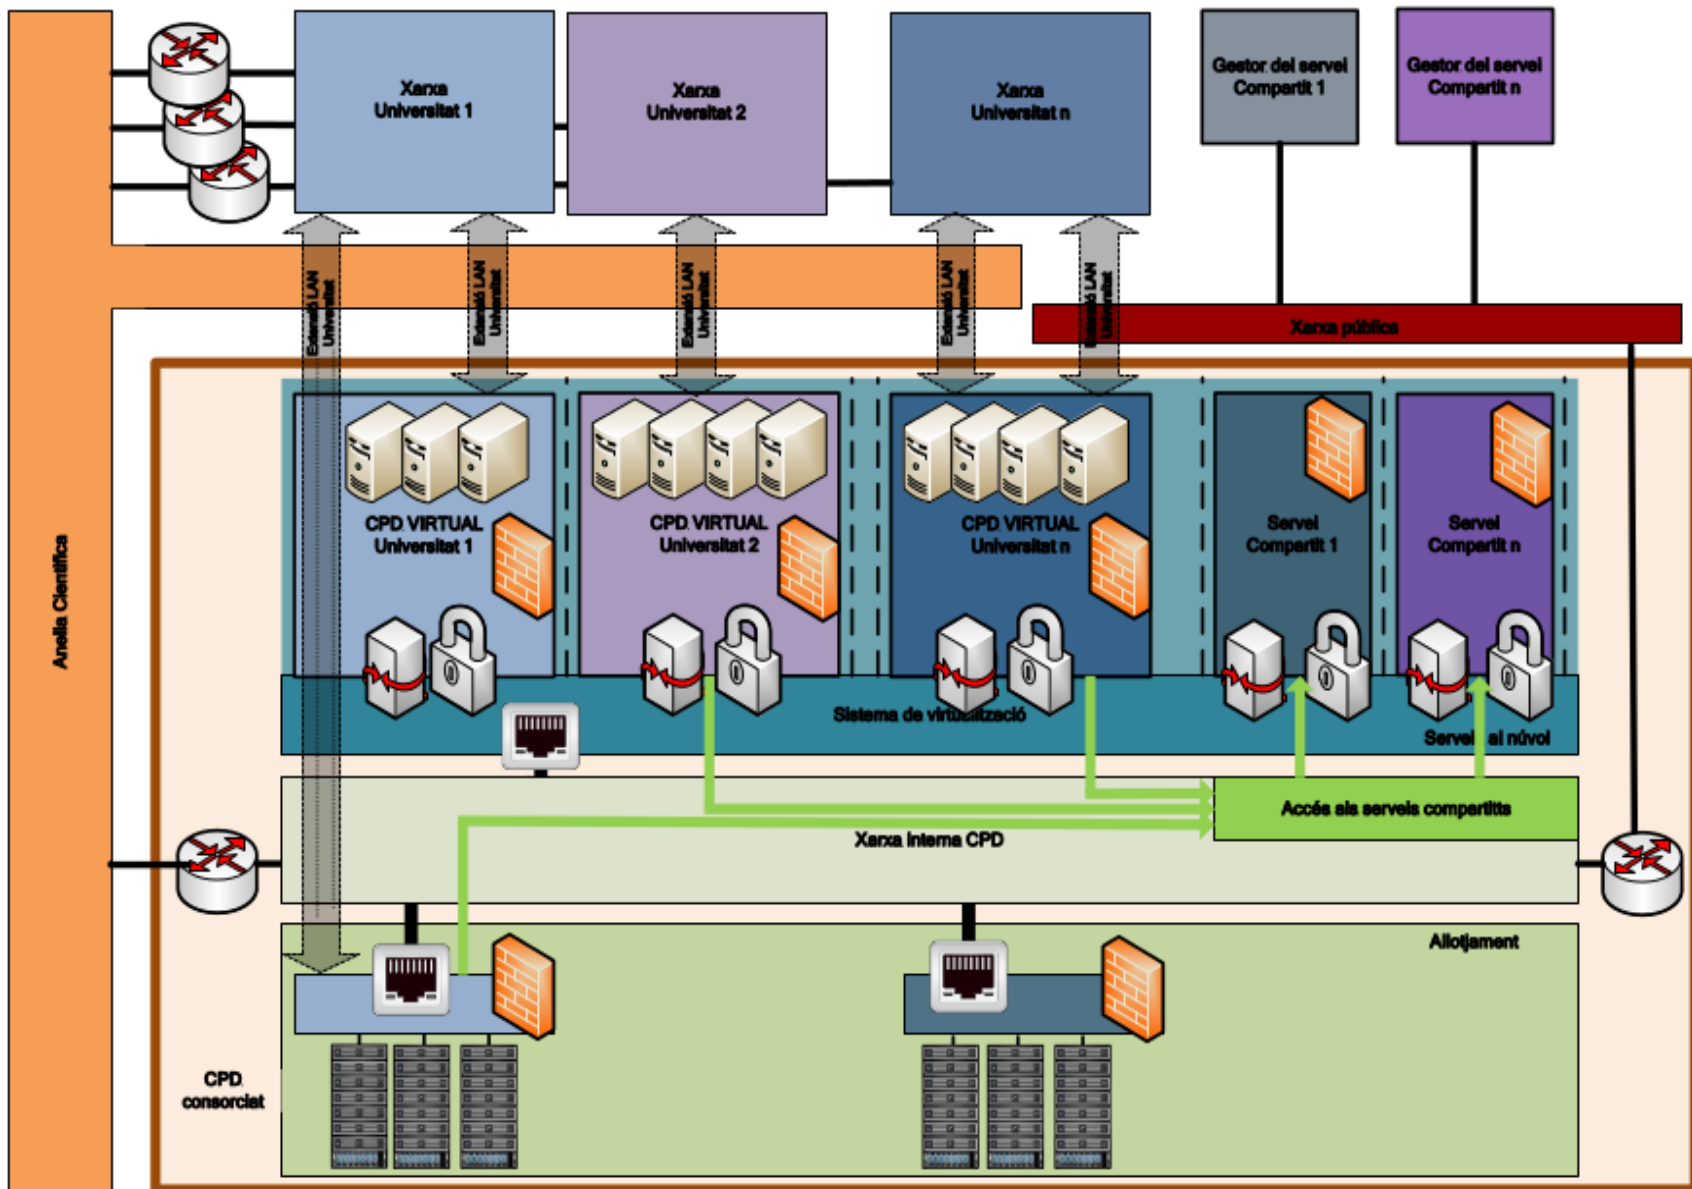 Xarxa
Universitat 1
Xarxa
Universitat 2
Xarxa
Universitat n
Gestor del servei
Compartit 1
Gestor del servei
Compartit n
Extensió LAN
Universitat
Extensió LAN
Universitat
Extensió LAN
Universitat
Extensió LAN
Universitat
Extensió LAN
Universitat
Xarxa pública
Anella Científica
CPD VIRTUAL
Universitat 1
CPD VIRTUAL
Universitat 2
CPD VIRTUAL
Universitat n
Servei
Compartit 1
Servei
Compartit n
Sistema de virtualització
Serveis al núvol
Accés als serveis compartitts
Xarxa interna CPD
Allotjament
CPD
consorciat